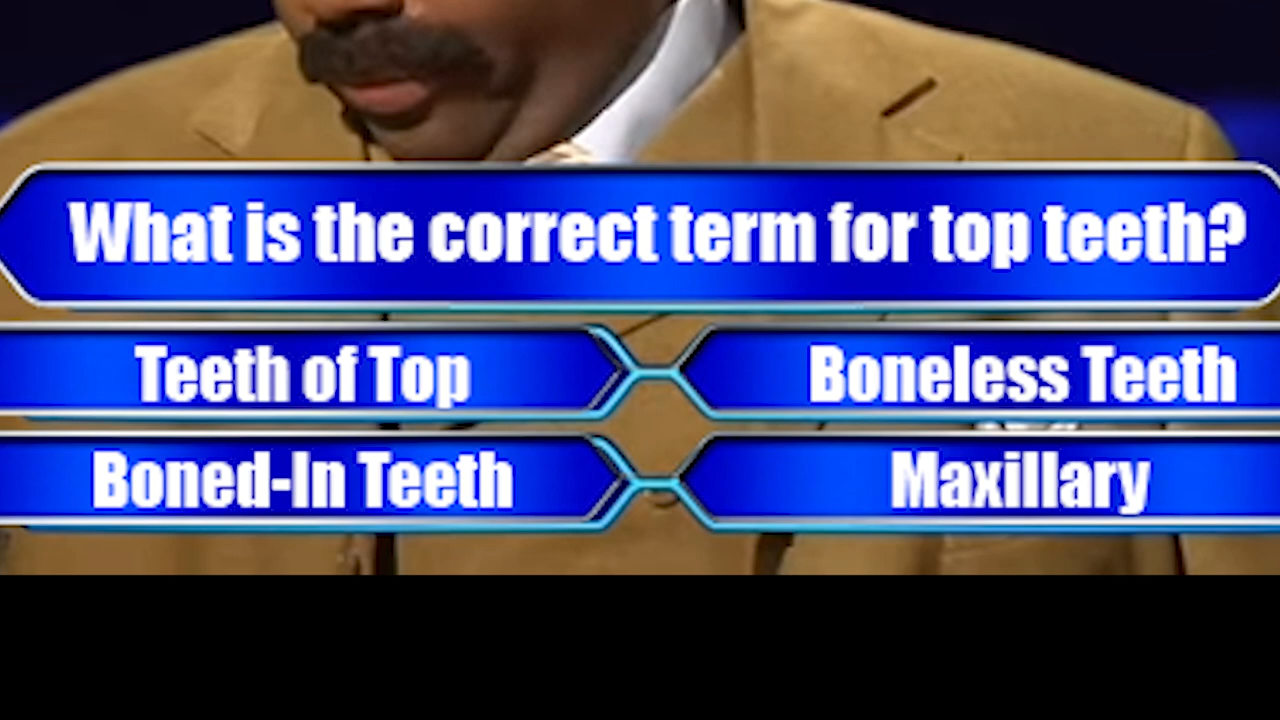 What is the correct term for top teeth?
Teeth of Top
Boneless Teeth
Boned-In Teeth
Maxillary